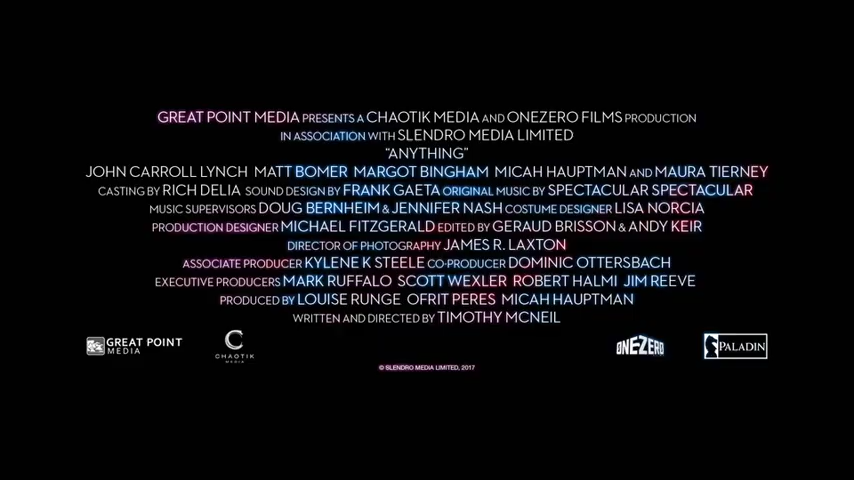 GREAT POINT MEDIA PRESENTS A CHAOTIK MEDIA AND ONEZERO FILMS PRODUCTION
IN ASSOCIATION WITH SLENDRO MEDIA LIMITED
"ANYTHING"
JOHN CARROLL LYNCH MATT BOMER MARGOT BINGHAM MICAH HAUPTMAN AND MAURA TIERNEY
CASTING BY RICH DELIA SOUND DESIGN BY FRANK GAETA ORIGINAL MUSIC BY SPECTACULAR SPECTACULAR
MUSIC SUPERVISORS DOUG BERNHEIM & JENNIFER NASH COSTUME DESIGNER LISA NORCIA
PRODUCTION DESIGNER MICHAEL FITZGERALD EDITED BY GERAUD BRISSON & ANDY KEIR
DIRECTOR OF PHOTOGRAPHY JAMES R. LAXTON
ASSOCIATE PRODUCER KYLENE K STEELE CO-PRODUCER DOMINIC OTTERSBACH
EXECUTIVE PRODUCERS MARK RUFFALO SCOTT WEXLER ROBERT HALMI JIM REEVE
PRODUCED BY LOUISE RUNGE OFRIT PERES MICAH HAUPTMAN
WRITTEN AND DIRECTED BY TIMOTHY MCNEIL
GREAT POINT
MEDIA
CHAOTIK
MEDIA
ONEZERO
PALADIN
© SLENDRO MEDIA LIMITED, 2017